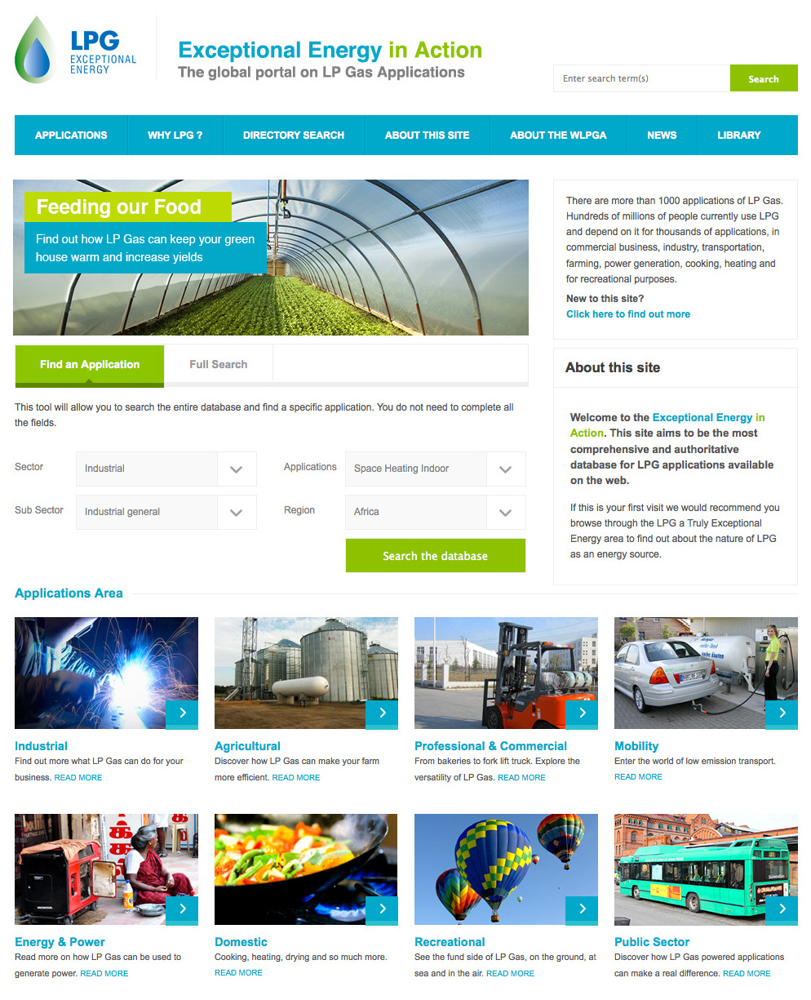 LPG
EXCEPTIONAL
ENERGY
Exceptional Energy in Action
The global portal on LP Gas Applications
Enter search term(s)
Search
APPLICATIONS
WHY LPG ?
DIRECTORY SEARCH
ABOUT THIS SITE
ABOUT THE WLPGA
NEWS
LIBRARY
Feeding our Food
Find out how LP Gas can keep your green
house warm and increase yields
There are more than 1000 applications of LP Gas.
Hundreds of millions of people currently use LPG
and depend on it for thousands of applications, in
commercial business, industry, transportation,
farming, power generation, cooking, heating and
for recreational purposes.
New to this site?
Click here to find out more
Find an Application
Full Search
This tool will allow you to search the entire database and find a specific application. You do not need to complete all
the fields.
Sector
Industrial
Applications
Space Heating Indoor
Sub Sector
Industrial general
Region
Africa
Search the database
About this site
Welcome to the Exceptional Energy in
Action. This site aims to be the most
comprehensive and authoritative
database for LPG applications available
on the web.
If this is your first visit we would recommend you
browse through the LPG a Truly Exceptional
Energy area to find out about the nature of LPG
as an energy source.
Applications Area
Industrial
Find out more what LP Gas can do for your
business. READ MORE
Agricultural
Discover how LP Gas can make your farm
more efficient. READ MORE
Professional & Commercial
From bakeries to fork lift truck. Explore the
versatility of LP Gas. READ MORE
Mobility
Enter the world of low emission transport.
READ MORE
HONDA
Energy & Power
Read more on how LP Gas can be used to
generate power. READ MORE
Domestic
Cooking, heating, drying and so much more.
READ MORE
Recreational
See the fund side of LP Gas, on the ground, at
sea and in the air. READ MORE
Public Sector
Discover how LP Gas powered applications
can make a real difference. READ MORE